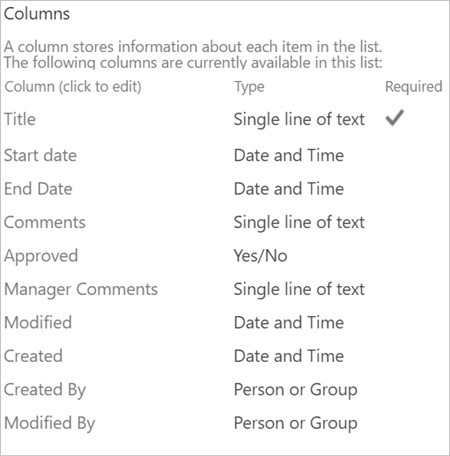 Columns
A column stores information about each item in the list.
The following columns are currently available in this list:
Column (click to edit) Type Required
Title Single line of text
Start date Date and Time
End Date Date and Time
Comments Single line of text
Approved Yes/No
Manager Comments Single line of text
Modified Date and Time
Created Date and Time
Created By Person or Group
Modified By Person or Group